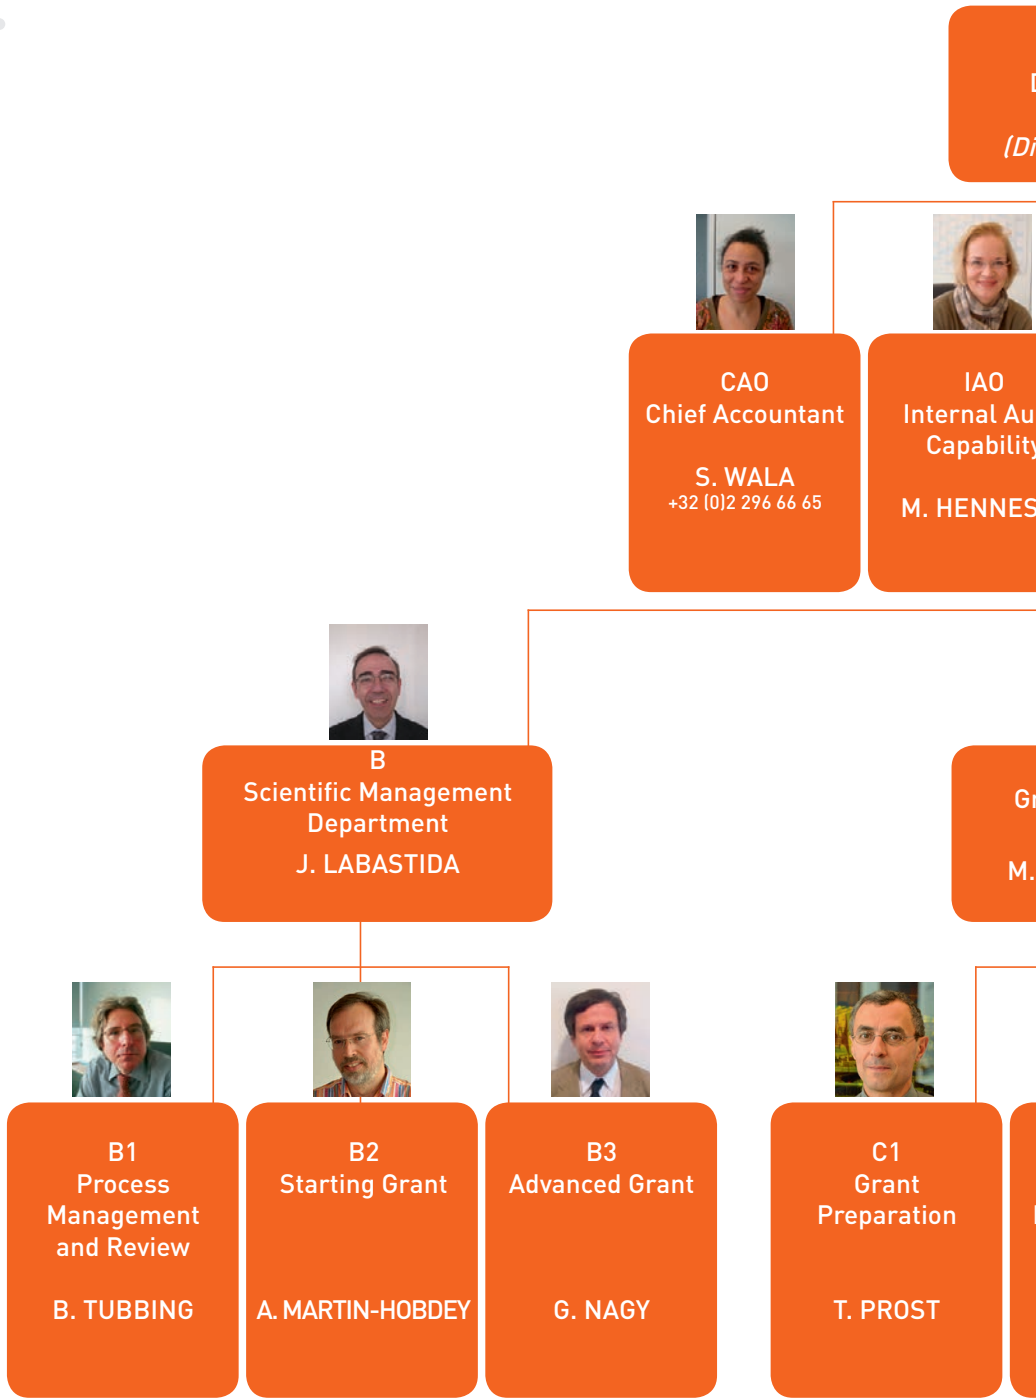 (Di
CAO
Chief Accountant
S. WALA
+32 (0)2 296 66 65
IAO
Internal Au
Capability
M. HENNES
B
Scientific Management
Department
J. LABASTIDA
Gr
M.
B1
Process
Management
and Review
B. TUBBING
B2
Starting Grant
A. MARTIN-HOBDEY
B3
Advanced Grant
G. NAGY
C1
Grant
Preparation
T. PROST